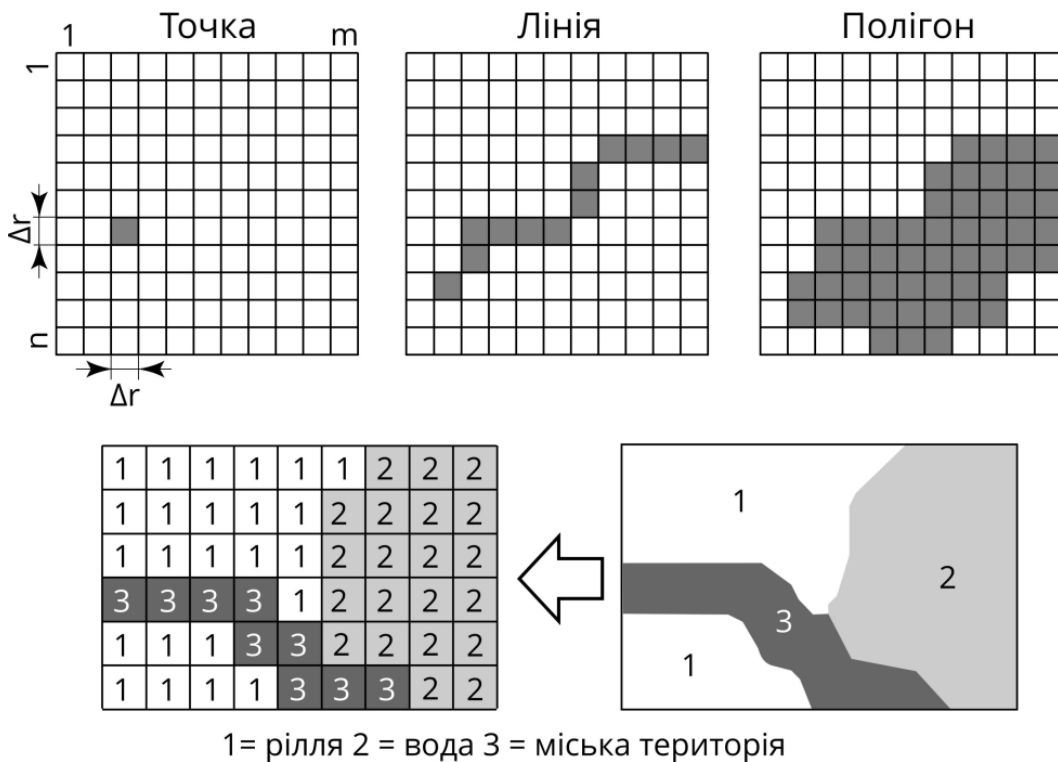 Точка
Лінія
Полігон
1
m
1
n
Δr
Δr
1 1 1 1 1 1 2 2 2
1 1 1 1 1 2 2 2 2
1 1 1 1 1 2 2 2 2
3 3 3 3 1 2 2 2 2
1 1 1 3 3 2 2 2 2
1 1 1 1 3 3 3 2 2
1
2
3
1
1= рілля 2 = вода 3 = міська територія